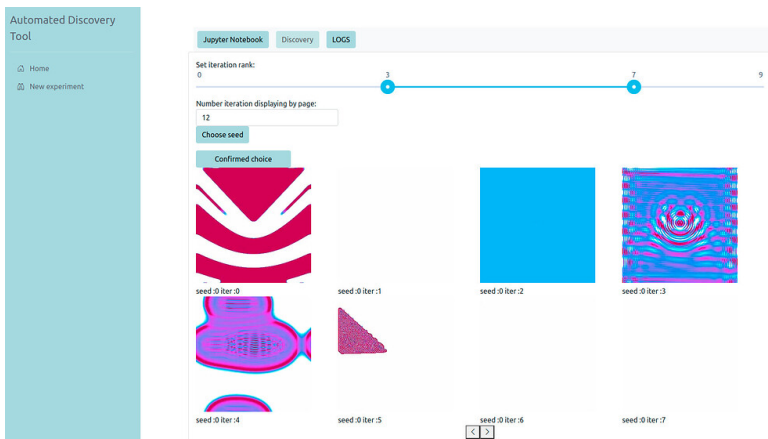 Automated Discovery
Tool
Home
New experiment
Jupyter Notebook Discovery LOGS
Set iteration rank:
0 3 7 9
Number iteration displaying by page:
12
Choose seed
Confirmed choice
seed :0 iter :0 seed :0 iter :1 seed :0 iter :2 seed :0 iter :3
seed :0 iter :4 seed :0 iter :5 seed :0 iter :6 seed :0 iter :7